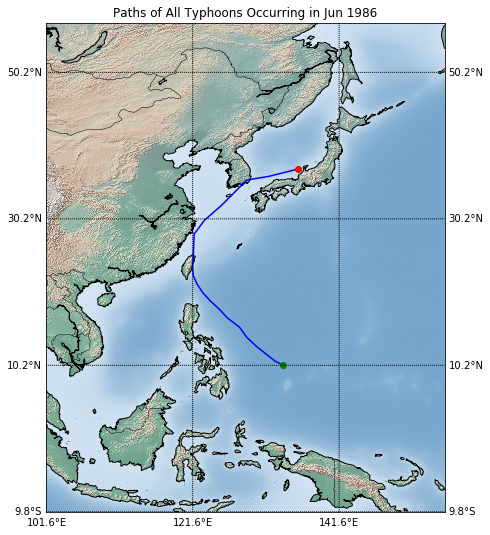 Paths of All Typhoons Occurring in Jun 1986
50.2°N 50.2°N
30.2°N 30.2°N
10.2°N 10.2°N
9.8°S 9.8°S
101.6°E 121.6°E 141.6°E